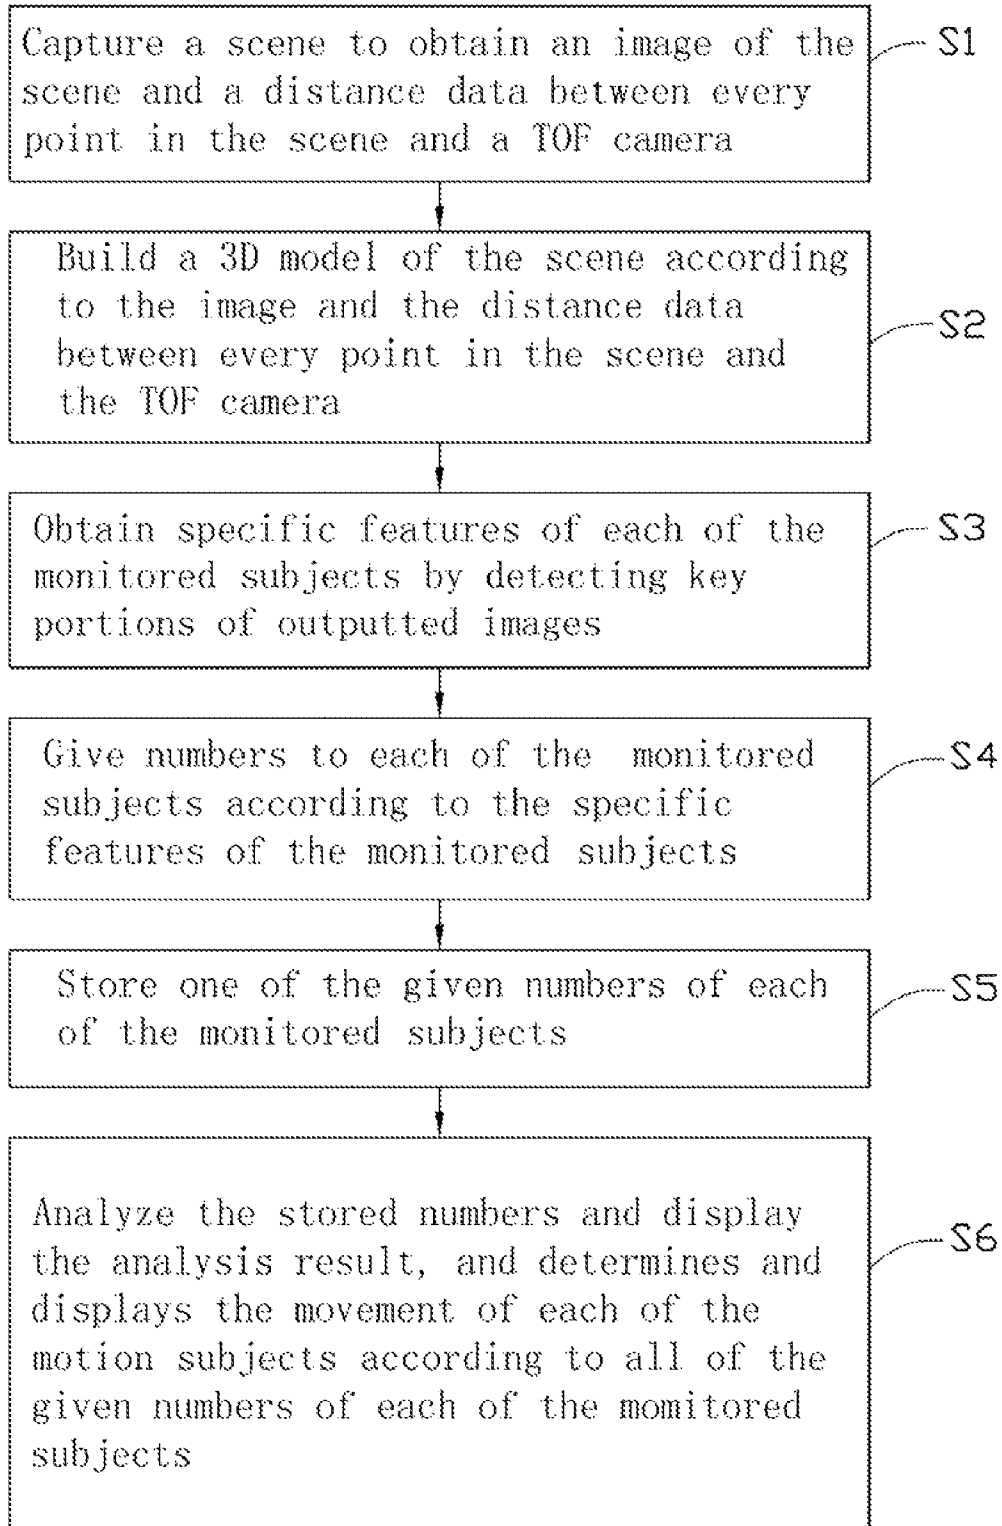 Capture a scene to obtain an image of the
scene and a distance data between every
point in the scene and a TOF camera
S1
Build a 3D model of the scene according
to the image and the distance data
between every point in the scene and
the TOF camera
S2
Obtain specific features of each of the
monitored subjects by detecting key
portions of outputted images
S3
Give numbers to each of the monitored
subjects according to the specific
features of the monitored subjects
S4
Store one of the given numbers of each
of the monitored subjects
S5
Analyze the stored numbers and display
the analysis result, and determines and
displays the movement of each of the
motion subjects according to all of the
given numbers of each of the momitored
subjects
S6